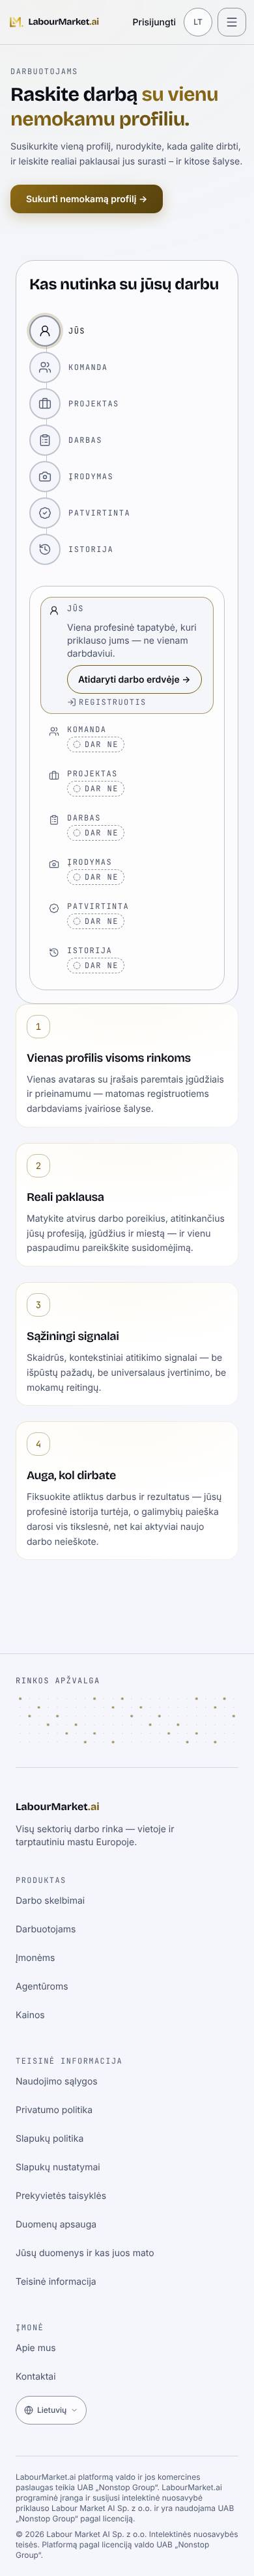 LabourMarket.ai
Prisijungti
LT
DARBUOTOJAMS
Raskite darbą su vienu
nemokamu profiliu.
Susikurkite vieną profilį, nurodykite, kada galite dirbti,
ir leiskite realiai paklausai jus surasti – ir kitose šalyse.
Sukurti nemokamą profilį →
Kas nutinka su jūsų darbu
JŪS
KOMANDA
PROJEKTAS
DARBAS
ĮRODYMAS
PATVIRTINTA
ISTORIJA
JŪS
Viena profesinė tapatybė, kuri
priklauso jums — ne vienam
darbdaviui.
Atidaryti darbo erdvėje →
REGISTRUOTIS
KOMANDA
DAR NE
PROJEKTAS
DAR NE
DARBAS
DAR NE
ĮRODYMAS
DAR NE
PATVIRTINTA
DAR NE
ISTORIJA
DAR NE
1
Vienas profilis visoms rinkoms
Vienas avataras su įrašais paremtais įgūdžiais
ir prieinamumu — matomas registruotiems
darbdaviams įvairiose šalyse.
2
Reali paklausa
Matykite atvirus darbo poreikius, atitinkančius
jūsų profesiją, įgūdžius ir miestą — ir vienu
paspaudimu pareikškite susidomėjimą.
3
Sąžiningi signalai
Skaidrūs, kontekstiniai atitikimo signalai — be
išpūstų pažadų, be universalaus įvertinimo, be
mokamų reitingų.
4
Auga, kol dirbate
Fiksuokite atliktus darbus ir rezultatus — jūsų
profesinė istorija turtėja, o galimybių paieška
darosi vis tikslesnė, net kai aktyviai naujo
darbo neieškote.
RINKOS APŽVALGA
LabourMarket.ai
Visų sektorių darbo rinka — vietoje ir
tarptautiniu mastu Europoje.
PRODUKTAS
Darbo skelbimai
Darbuotojams
Įmonėms
Agentūroms
Kainos
TEISINĖ INFORMACIJA
Naudojimo sąlygos
Privatumo politika
Slapukų politika
Slapukų nustatymai
Prekyvietės taisyklės
Duomenų apsauga
Jūsų duomenys ir kas juos mato
Teisinė informacija
ĮMONĖ
Apie mus
Kontaktai
Lietuvių
LabourMarket.ai platformą valdo ir jos komercines
paslaugas teikia UAB „Nonstop Group". LabourMarket.ai
programinė įranga ir susijusi intelektinė nuosavybė
priklauso Labour Market AI Sp. z o.o. ir yra naudojama UAB
„Nonstop Group" pagal licenciją.
© 2026 Labour Market AI Sp. z o.o. Intelektinės nuosavybės
teisės. Platformą pagal licenciją valdo UAB „Nonstop
Group".